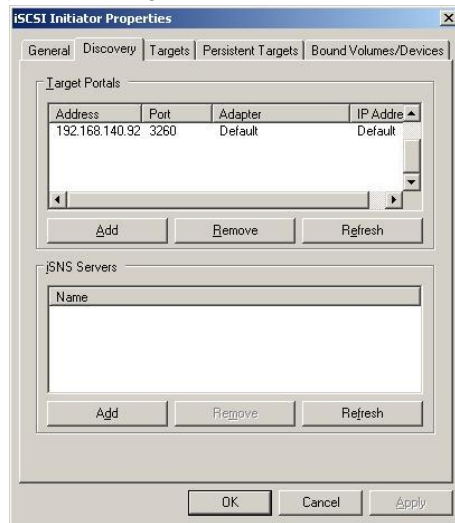 iSCSI Initiator Properties
General Discovery Targets Persistent Targets Bound Volumes/Devices
Target Portals
Address Port Adapter IP Addre
192.168.140.92 3260 Default Default
Add Remove Refresh
iSNS Servers
Name
Add Remove Refresh
OK Cancel Apply